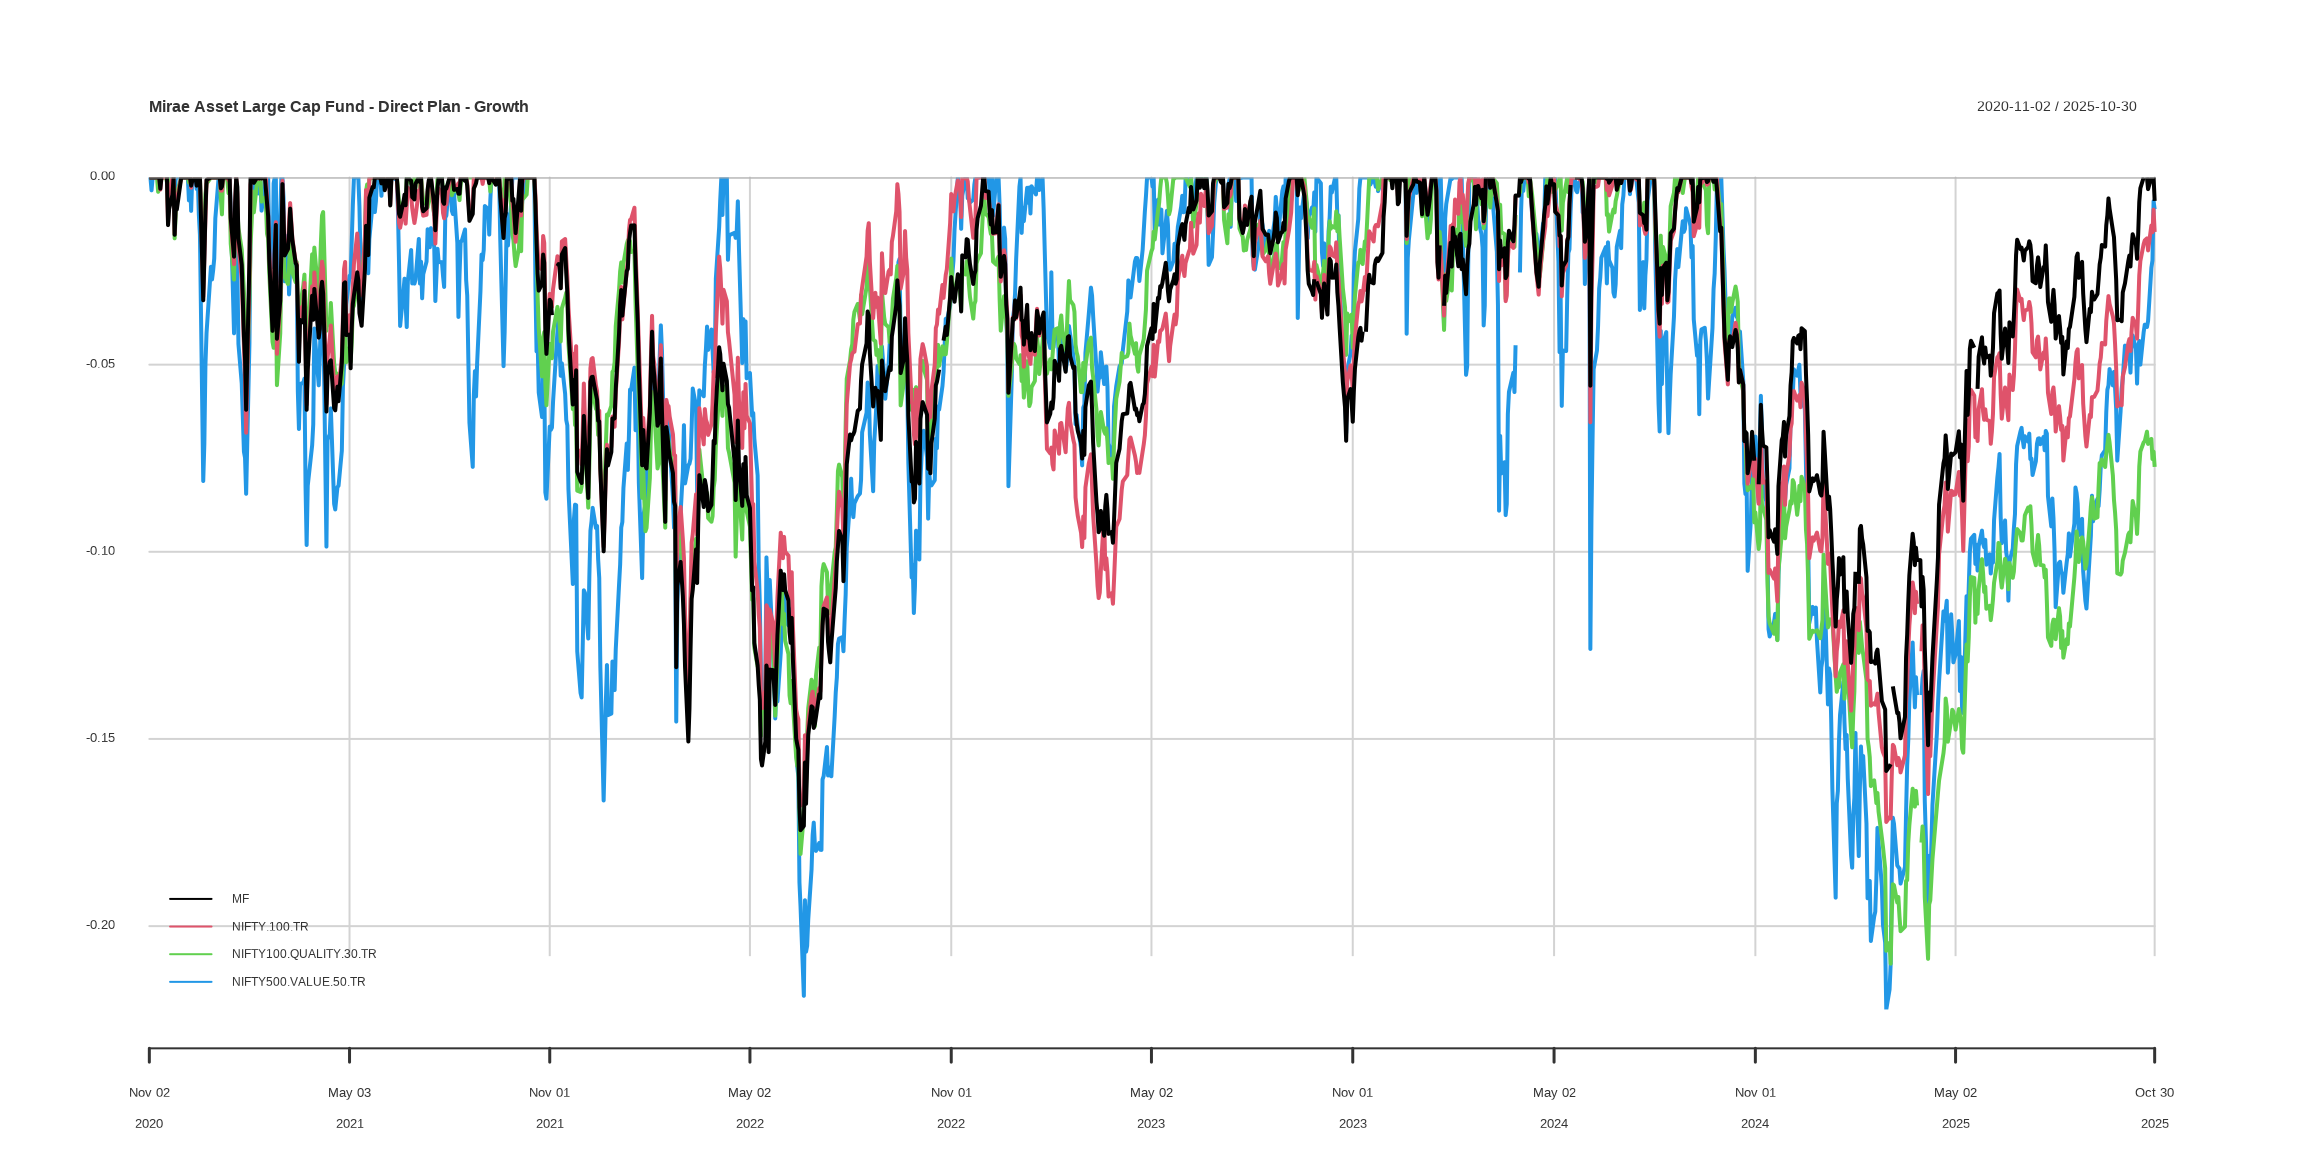 Mirae Asset Large Cap Fund - Direct Plan - Growth
2020-11-02 / 2025-10-30
0.00
-0.05
-0.10
-0.15
-0.20
MF
NIFTY.100.TR
NIFTY100.QUALITY.30.TR
NIFTY500.VALUE.50.TR
Nov 02 May 03 Nov 01 May 02 Nov 01 May 02 Nov 01 May 02 Nov 01 May 02 Oct 30
2020 2021 2021 2022 2022 2023 2023 2024 2024 2025 2025